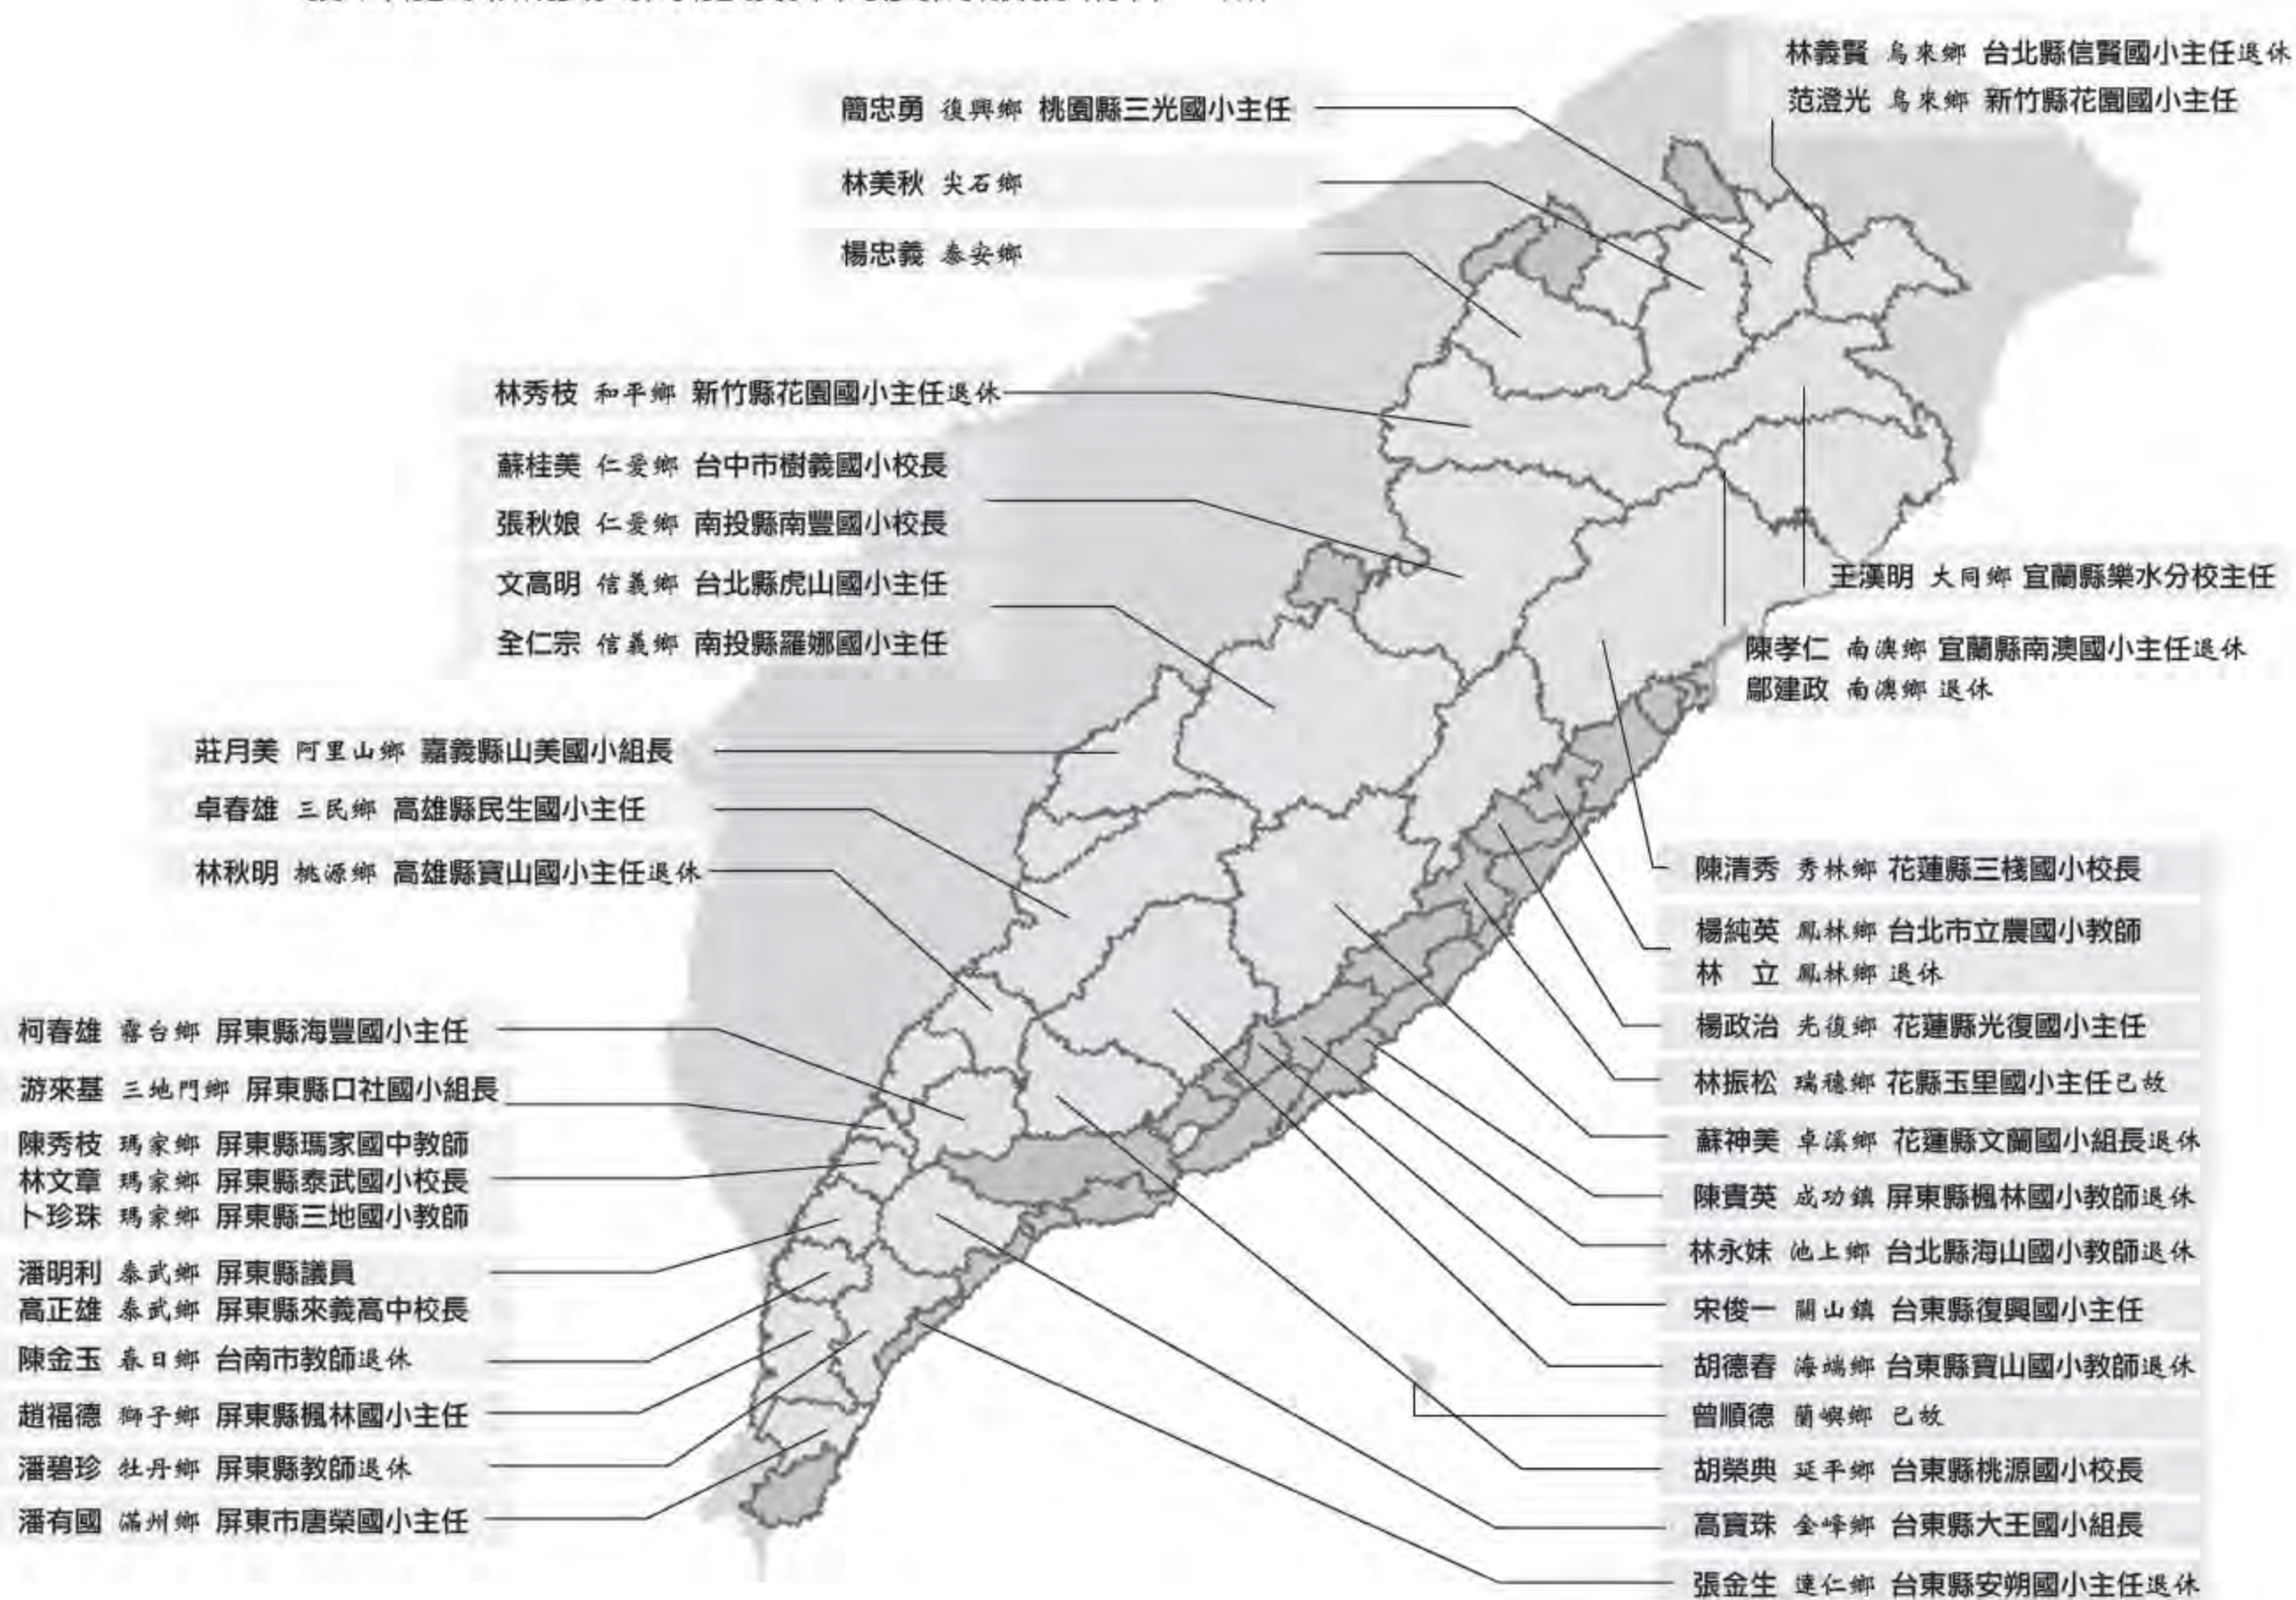 簡忠勇 復興鄉 桃園縣三光國小主任
林美秋 尖石鄉
楊忠義 泰安鄉
林秀枝 和平鄉 新竹縣花園國小主任退休
蘇桂美 仁愛鄉 台中市樹義國小校長
張秋娘 仁愛鄉 南投縣南豐國小校長
文高明 信義鄉 台北縣虎山國小主任
全仁宗 信義鄉 南投縣羅娜國小主任
莊月美 阿里山鄉 嘉義縣山美國小組長
卓春雄 三民鄉 高雄縣民生國小主任
林秋明 桃源鄉 高雄縣寶山國小主任退休
柯春雄 霧台鄉 屏東縣海豐國小主任
游來基 三地門鄉 屏東縣口社國小組長
陳秀枝 瑪家鄉 屏東縣瑪家國中教師
林文章 瑪家鄉 屏東縣泰武國小校長
卜珍珠 瑪家鄉 屏東縣三地國小教師
潘明利 泰武鄉 屏東縣議員
高正雄 泰武鄉 屏東縣來義高中校長
陳金玉 春日鄉 台南市教師退休
趙福德 獅子鄉 屏東縣楓林國小主任
潘碧珍 牡丹鄉 屏東縣教師退休
潘有國 滿州鄉 屏東市唐榮國小主任
林義賢 烏來鄉 台北縣信賢國小主任退休
范澄光 烏來鄉 新竹縣花園國小主任
王漢明 大同鄉 宜蘭縣樂水分校主任
陳孝仁 南澳鄉 宜蘭縣南澳國小主任退休
鄔建政 南澳鄉 退休
陳清秀 秀林鄉 花蓮縣三棧國小校長
楊純英 鳳林鄉 台北市立農國小教師
林 立 鳳林鄉 退休
楊政治 光復鄉 花蓮縣光復國小主任
林振松 瑞穗鄉 花縣玉里國小主任已故
蘇神美 卓溪鄉 花蓮縣文蘭國小組長退休
陳貴英 成功鎮 屏東縣楓林國小教師退休
林永妹 池上鄉 台北縣海山國小教師退休
宋俊一 關山鎮 台東縣復興國小主任
胡德春 海端鄉 台東縣寶山國小教師退休
曾順德 蘭嶼鄉 已故
胡榮典 延平鄉 台東縣桃源國小校長
高寶珠 金峰鄉 台東縣大王國小組長
張金生 達仁鄉 台東縣安朔國小主任退休